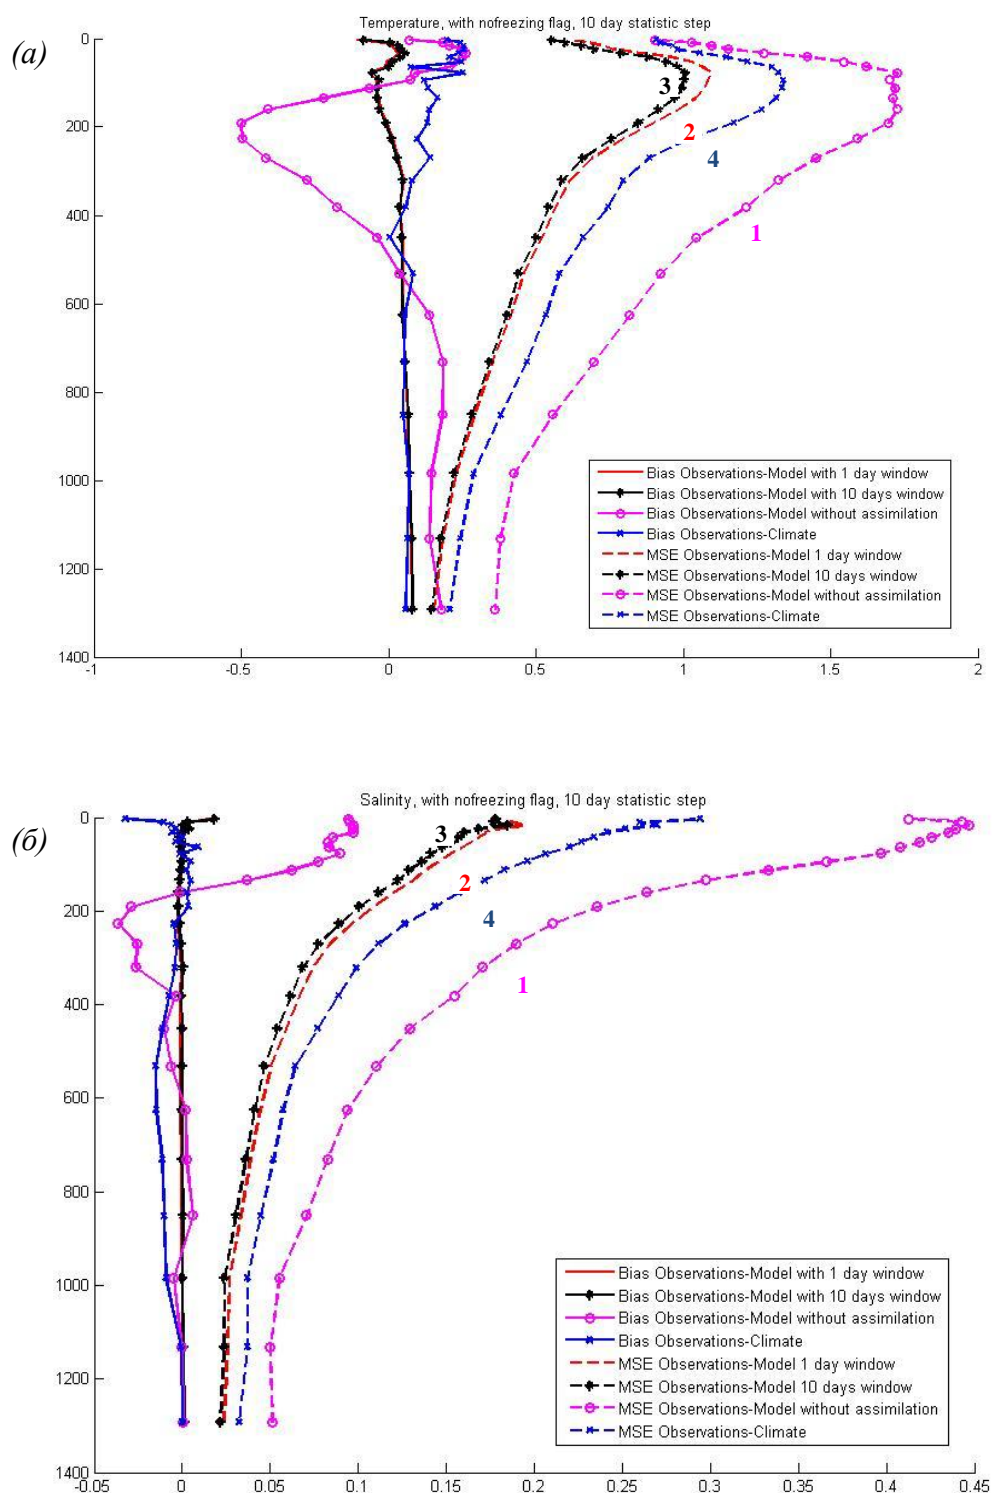 (а)
Temperature, with nofreezing flag, 10 day statistic step
0
200
400
600
800
1000
1200
1400
-1
-0.5
0
0.5
1
1.5
2
3
2
4
1
Bias Observations-Model with 1 day window
Bias Observations-Model with 10 days window
Bias Observations-Model without assimilation
Bias Observations-Climate
MSE Observations-Model 1 day window
MSE Observations-Model 10 days window
MSE Observations-Model without assimilation
MSE Observations-Climate
(б)
Salinity, with nofreezing flag, 10 day statistic step
0
200
400
600
800
1000
1200
1400
-0.05
0
0.05
0.1
0.15
0.2
0.25
0.3
0.35
0.4
0.45
3
2
4
1
Bias Observations-Model with 1 day window
Bias Observations-Model with 10 days window
Bias Observations-Model without assimilation
Bias Observations-Climate
MSE Observations-Model 1 day window
MSE Observations-Model 10 days window
MSE Observations-Model without assimilation
MSE Observations-Climate